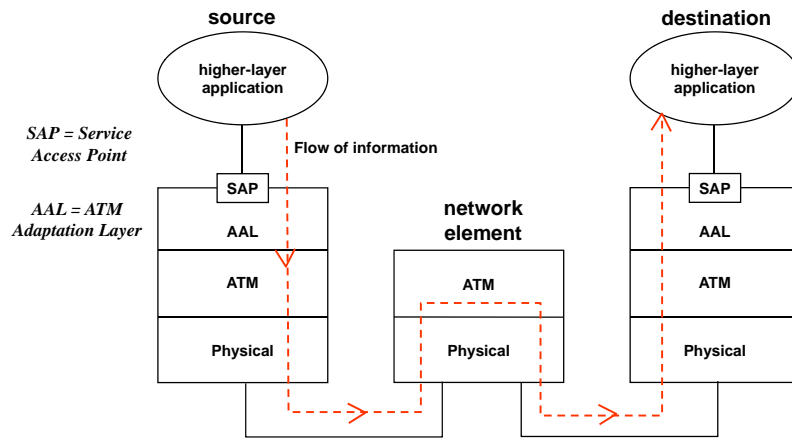 source
destination
higher-layer
application
higher-layer
application
SAP = Service
Access Point
Flow of information
SAP
SAP
AAL = ATM
Adaptation Layer
AAL
network
element
AAL
ATM
ATM
ATM
Physical
Physical
Physical